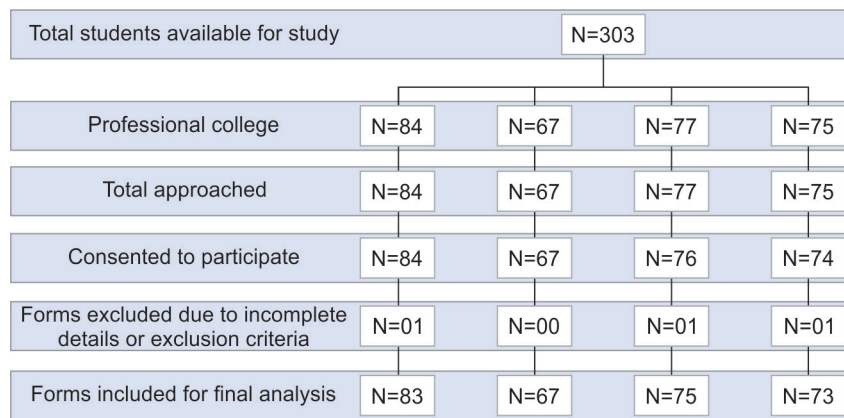 Total students available for study N=303
Professional college N=84 N=67 N=77 N=75
Total approached N=84 N=67 N=77 N=75
Consented to participate N=84 N=67 N=76 N=74
Forms excluded due to incomplete
details or exclusion criteria N=01 N=00 N=01 N=01
Forms included for final analysis N=83 N=67 N=75 N=73